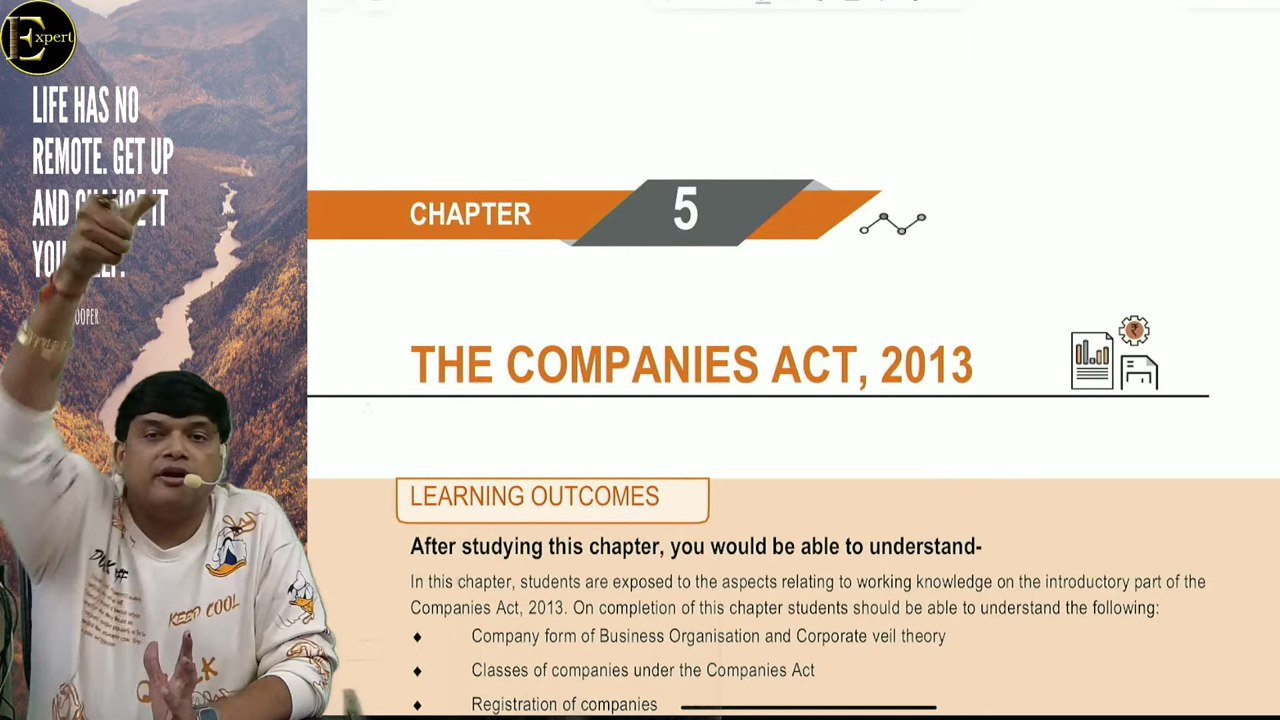 Expert
LIFE HAS NO
REMOTE. GET UP
AND CHANGE IT
OOPER
CHAPTER
5
THE COMPANIES ACT, 2013
LEARNING OUTCOMES
After studying this chapter, you would be able to understand-
In this chapter, students are exposed to the aspects relating to working knowledge on the introductory part of the
Companies Act, 2013. On completion of this chapter students should be able to understand the following:
♦ Company form of Business Organisation and Corporate veil theory
♦ Classes of companies under the Companies Act
♦ Registration of companies
KEEP COOL